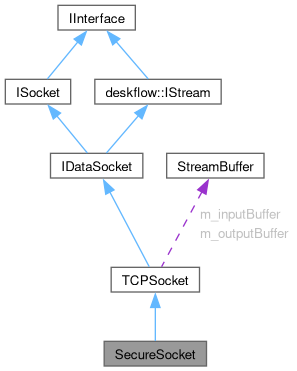 IInterface
ISocket
deskflow::IStream
IDataSocket
StreamBuffer
m_inputBuffer
m_outputBuffer
TCPSocket
SecureSocket